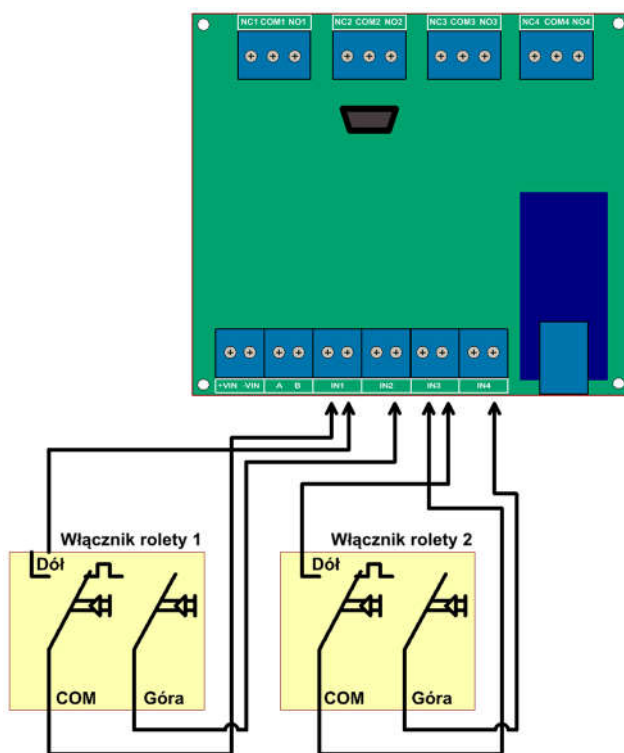 NC1 COM1 NO1
NC2 COM2 NO2
NC3 COM3 NO3
NC4 COM4 NO4
+VIN -VIN
A B
IN1
IN2
IN3
IN4
Włącznik rolety 1
Dół
COM
Góra
Włącznik rolety 2
Dół
COM
Góra